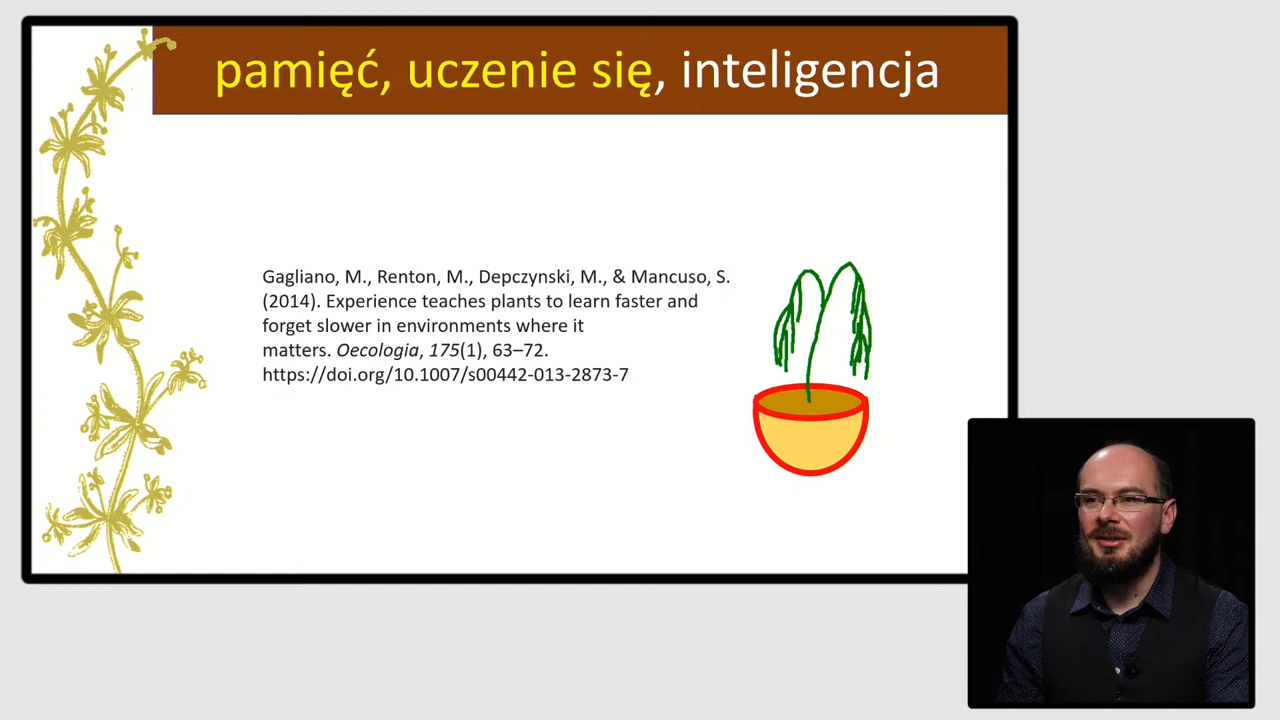 pamięć, uczenie się, inteligencja
Gagliano, M., Renton, M., Depczynski, M., & Mancuso, S.
(2014). Experience teaches plants to learn faster and
forget slower in environments where it
matters. Oecologia, 175(1), 63–72.
https://doi.org/10.1007/s00442-013-2873-7